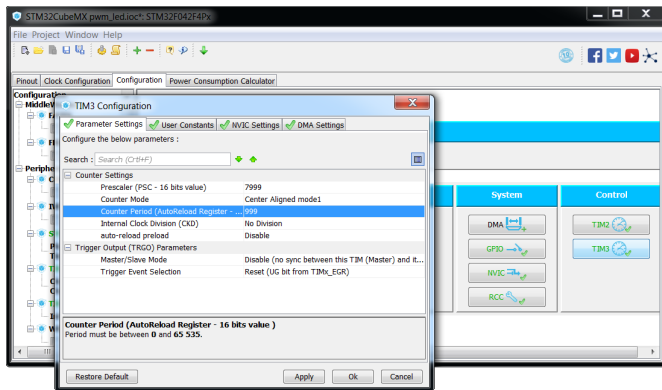 STM32CubeMX pwm_led.ioc*: STM32F042F4Px
File Project Window Help
Pinout Clock Configuration Configuration Power Consumption Calculator
Configuration
TIM3 Configuration
Parameter Settings User Constants NVIC Settings DMA Settings
Configure the below parameters :
Search : Search (Crtl+F)
Counter Settings
Prescaler (PSC - 16 bits value) 7999
Counter Mode Center Aligned mode1
Counter Period (AutoReload Register - ... 999
Internal Clock Division (CKD) No Division
auto-reload preload Disable
Trigger Output (TRGO) Parameters
Master/Slave Mode Disable (no sync between this TIM (Master) and it...
Trigger Event Selection Reset (UG bit from TIMx_EGR)
Counter Period (AutoReload Register - 16 bits value )
Period must be between 0 and 65 535.
Restore Default Apply Ok Cancel
System Control
DMA TIM2
GPIO TIM3
NVIC
RCC